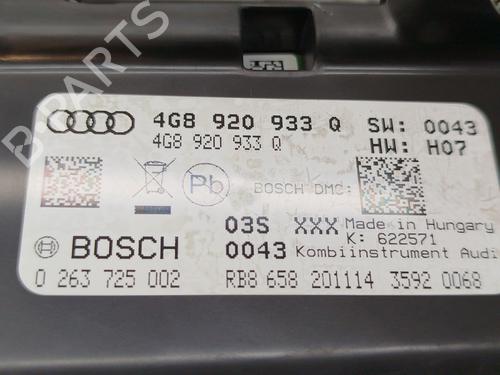 B-PARTS
4G8 920 933 Q SW: 0043
4G8 920 933 Q HW: H07
Pb BOSCH DMC:
03S XXX Made in Hungary
K: 622571
BOSCH 0043 Kombiinstrument Audi
0 263 725 002 RB8 658 201114 3592 0068